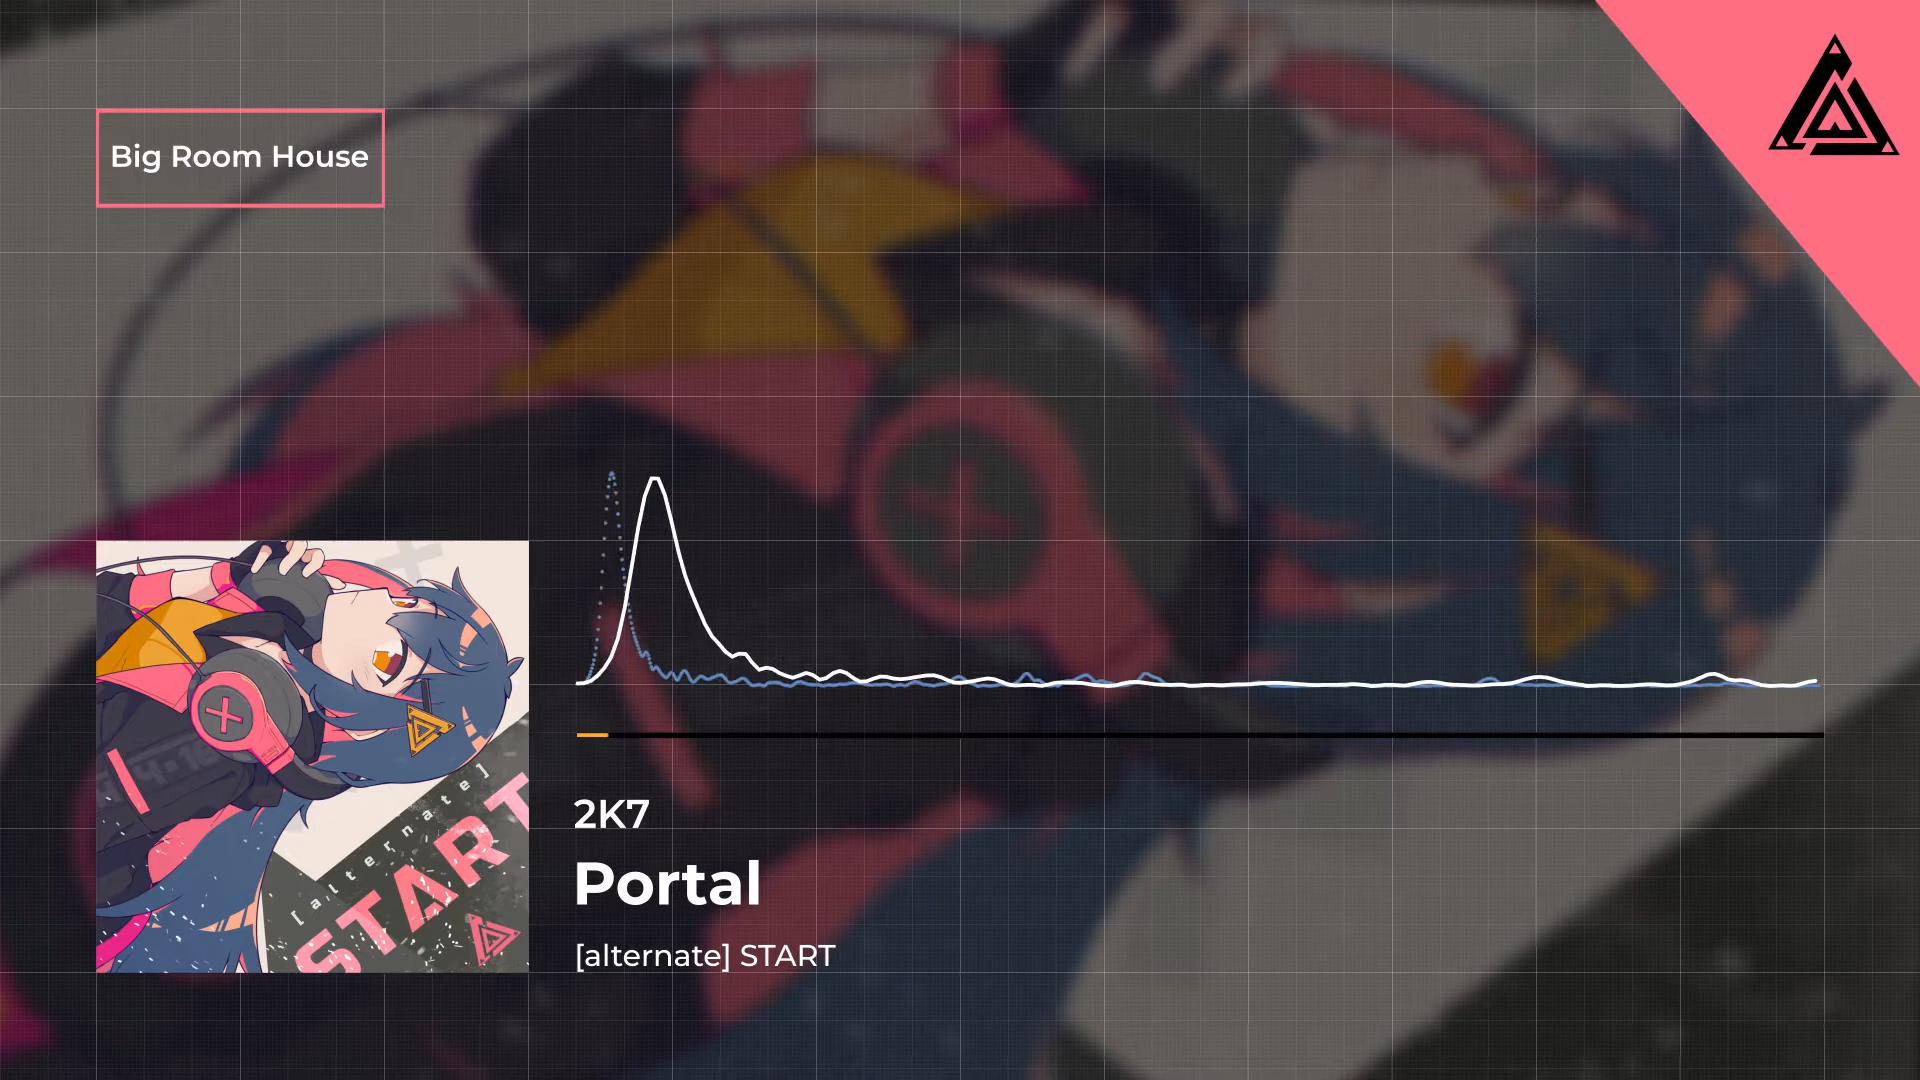 Big Room House
[alternate]
START
2K7
Portal
[alternate] START